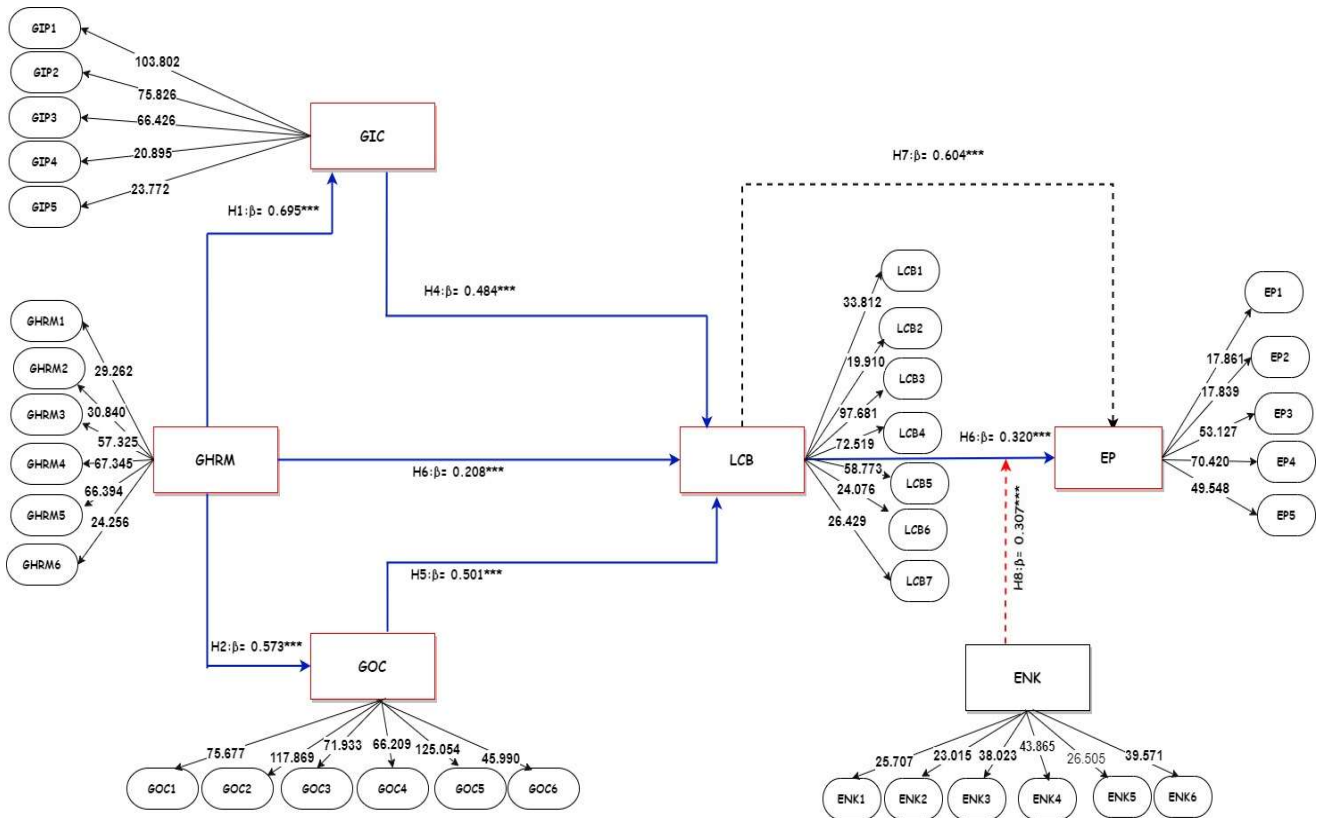 GIP1
GIP2
GIP3
GIP4
GIP5
103.802
75.826
66.426
20.895
23.772
GIC
H1:β= 0.695***
H4:β= 0.484***
H7:β= 0.604***
GHRM1
GHRM2
GHRM3
GHRM4
GHRM5
GHRM6
29.262
30.840
57.325
67.345
66.394
24.256
GHRM
H6:β= 0.208***
LCB
LCB1
LCB2
LCB3
LCB4
LCB5
LCB6
LCB7
33.812
19.910
97.681
72.519
58.773
24.076
26.429
H6:β= 0.320***
EP
EP1
EP2
EP3
EP4
EP5
17.861
17.839
53.127
70.420
49.548
H8:β= 0.307***
H5:β= 0.501***
H2:β= 0.573***
GOC
75.677
117.869
71.933
66.209
125.054
45.990
GOC1
GOC2
GOC3
GOC4
GOC5
GOC6
ENK
25.707
23.015
38.023
43.865
26.505
39.571
ENK1
ENK2
ENK3
ENK4
ENK5
ENK6